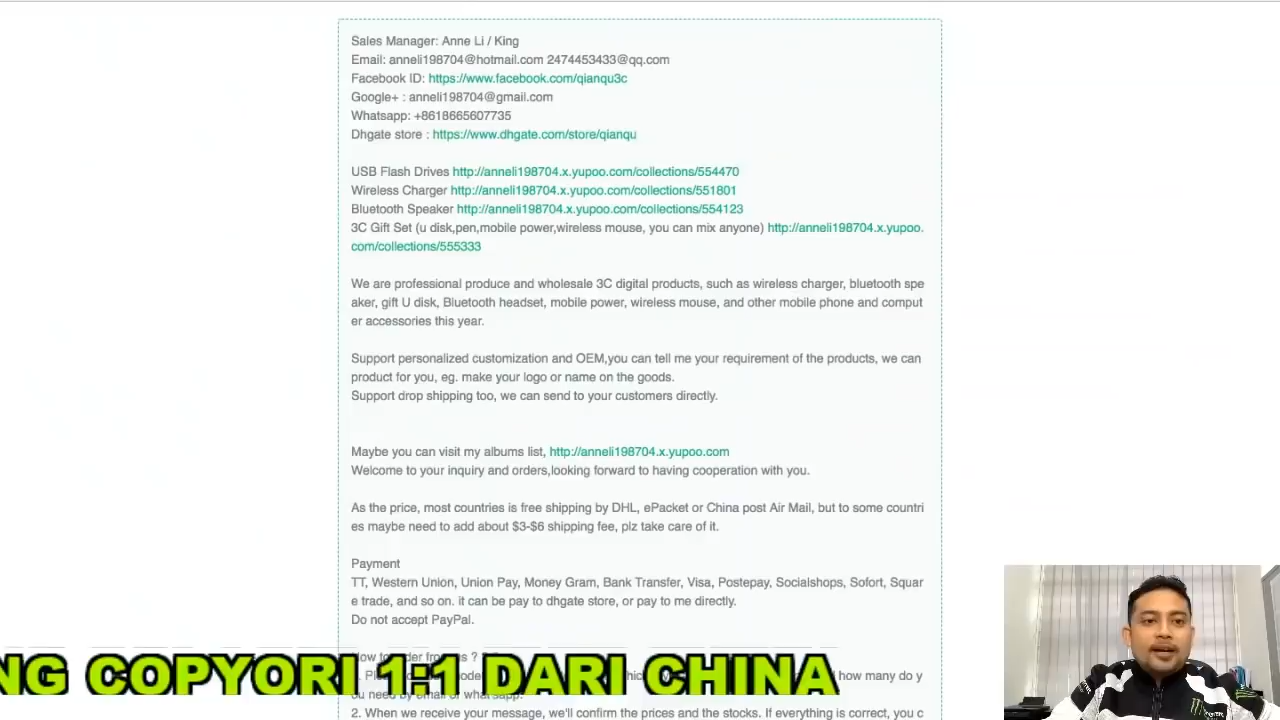 Sales Manager: Anne Li / King
Email: anneli198704@hotmail.com 2474453433@qq.com
Facebook ID: https://www.facebook.com/qianqu3c
Google+ : anneli198704@gmail.com
Whatsapp: +8618665607735
Dhgate store : https://www.dhgate.com/store/qianqu
USB Flash Drives http://anneli198704.x.yupoo.com/collections/554470
Wireless Charger http://anneli198704.x.yupoo.com/collections/551801
Bluetooth Speaker http://anneli198704.x.yupoo.com/collections/554123
3C Gift Set (u disk,pen,mobile power,wireless mouse, you can mix anyone) http://anneli198704.x.yupoo.
com/collections/555333
We are professional produce and wholesale 3C digital products, such as wireless charger, bluetooth spe
aker, gift U disk, Bluetooth headset, mobile power, wireless mouse, and other mobile phone and comput
er accessories this year.
Support personalized customization and OEM,you can tell me your requirement of the products, we can
product for you, eg. make your logo or name on the goods.
Support drop shipping too, we can send to your customers directly.
Maybe you can visit my albums list, http://anneli198704.x.yupoo.com
Welcome to your inquiry and orders,looking forward to having cooperation with you.
As the price, most countries is free shipping by DHL, ePacket or China post Air Mail, but to some countri
es maybe need to add about $3-$6 shipping fee, plz take care of it.
Payment
TT, Western Union, Union Pay, Money Gram, Bank Transfer, Visa, Postepay, Socialshops, Sofort, Squar
e trade, and so on. it can be pay to dhgate store, or pay to me directly.
Do not accept PayPal.
NG COPYORI 1:1 DARI CHINA
how many do y
2. When we receive your message, we'll confirm the prices and the stocks. If everything is correct, you c